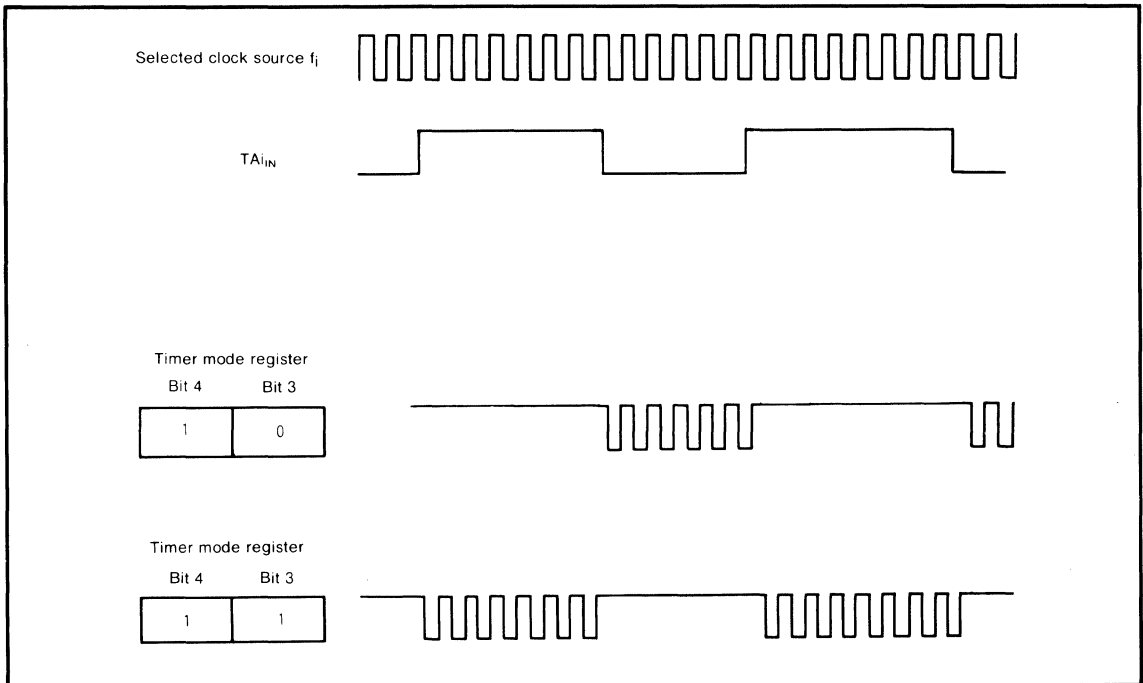 Selected clock source fi
TAiIN
Timer mode register
Bit 4 Bit 3
1 0
Timer mode register
Bit 4 Bit 3
1 1